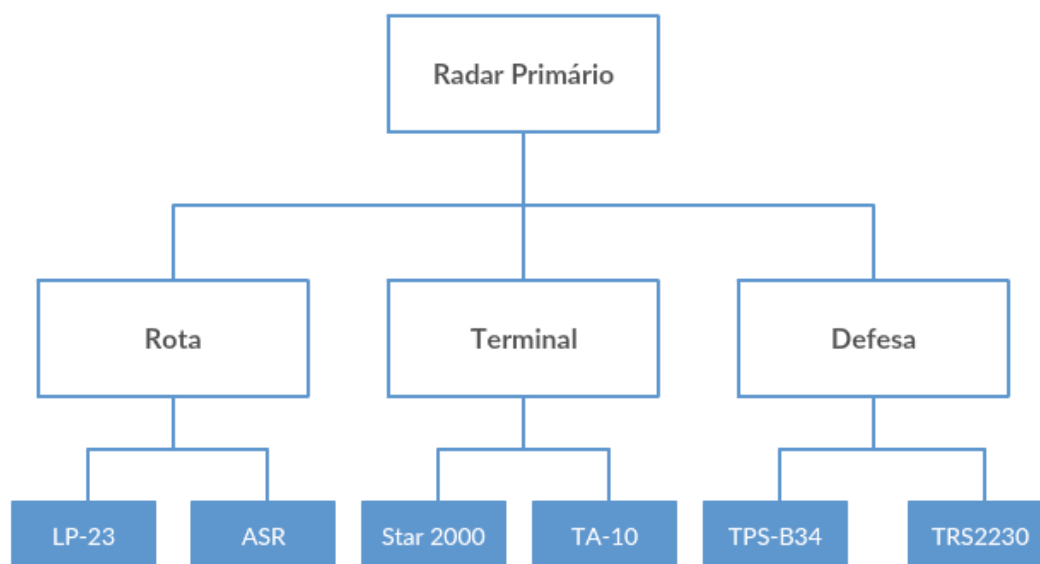 Radar Primário
Rota
Terminal
Defesa
LP-23
ASR
Star 2000
TA-10
TPS-B34
TRS2230